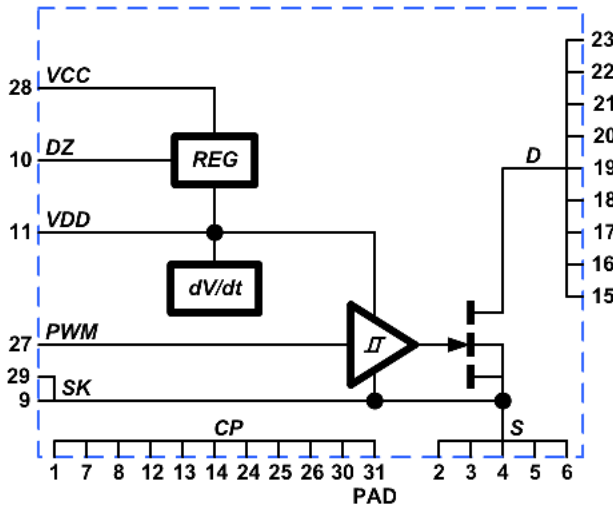 23
28 VCC
22
21
20
10 DZ
REG
D
19
18
11 VDD
17
16
dV/dt
15
27 PWM
29
9 SK
CP
S
1 7 8 12 13 14 24 25 26 30 31 2 3 4 5 6
PAD